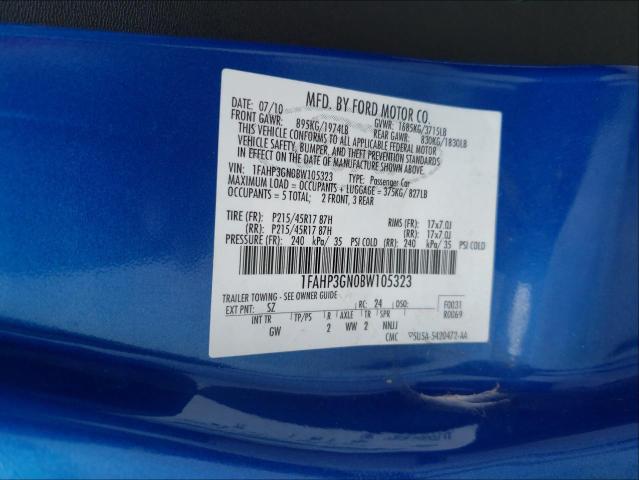 MFD. BY FORD MOTOR CO.
DATE: 07/10 GVWR: 1685KG/3715LB
FRONT GAWR: 895KG/1974LB REAR GAWR: 830KG/1830LB
THIS VEHICLE CONFORMS TO ALL APPLICABLE FEDERAL MOTOR
VEHICLE SAFETY, BUMPER, AND THEFT PREVENTION STANDARDS
IN EFFECT ON THE DATE OF MANUFACTURE SHOWN ABOVE.
VIN: 1FAHP3GN0BW105323 TYPE: Passenger Car
MAXIMUM LOAD = OCCUPANTS + LUGGAGE = 375KG/827LB
OCCUPANTS = 5 TOTAL; 2 FRONT, 3 REAR
TIRE (FR): P215/45R17 87H RIMS (FR): 17x7.0J
(RR): P215/45R17 87H (RR): 17x7.0J
PRESSURE (FR): 240 kPa/ 35 PSI COLD (RR): 240 kPa/ 35 PSI COLD
1FAHP3GN0BW105323
TRAILER TOWING - SEE OWNER GUIDE
EXT PNT: SZ RC: 24 DSO: F0031
INT TR TP/PS R AXLE TR SPR R0069
GW 2 WW 2 NNJJ
CMC 5U5A-5420472-AA